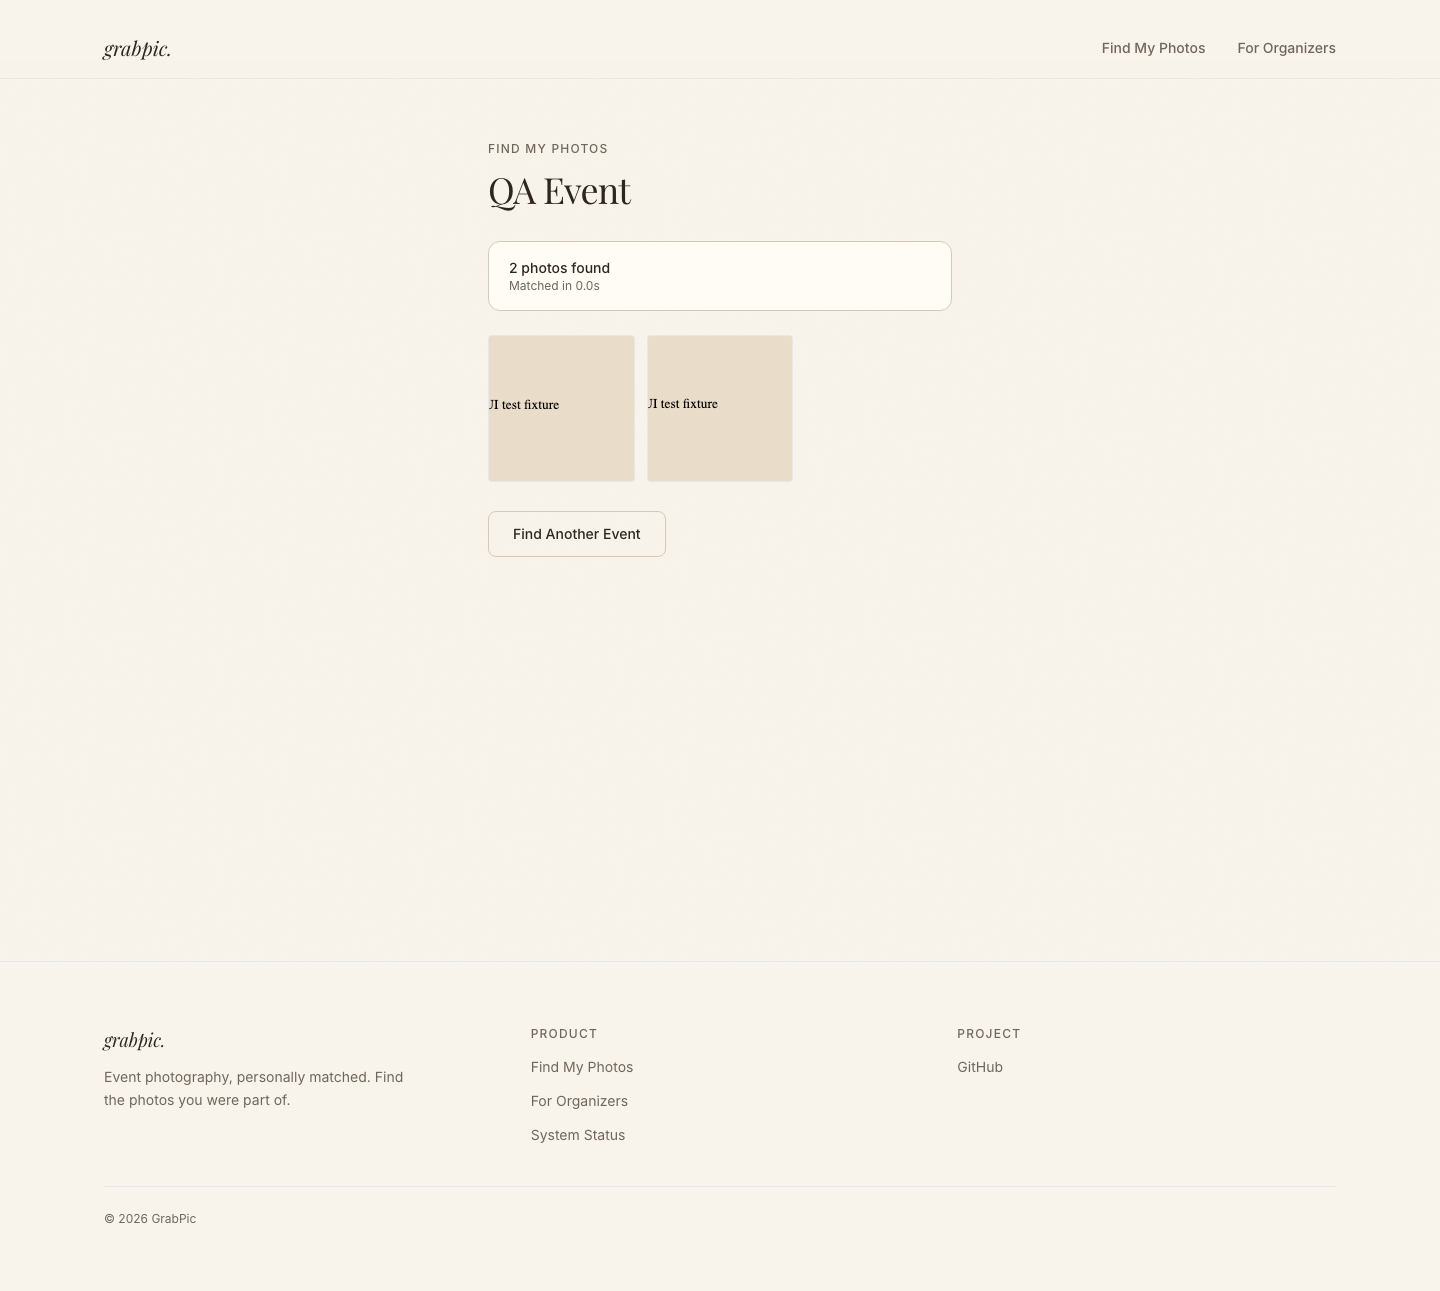 grabpic.
Find My Photos
For Organizers
FIND MY PHOTOS
QA Event
2 photos found
Matched in 0.0s
test fixture
test fixture
Find Another Event
grabpic.
Event photography, personally matched. Find
the photos you were part of.
PRODUCT
Find My Photos
For Organizers
System Status
PROJECT
GitHub
© 2026 GrabPic